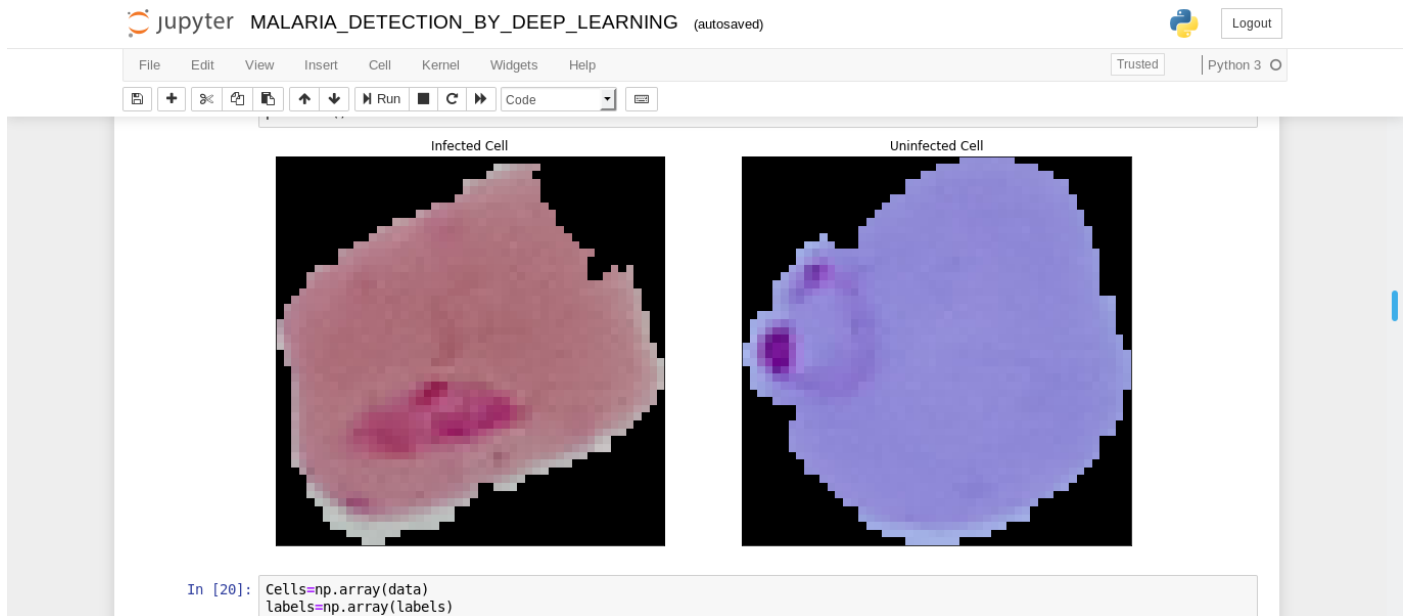 jupyter MALARIA_DETECTION_BY_DEEP_LEARNING (autosaved) Logout
File Edit View Insert Cell Kernel Widgets Help Trusted Python 3
Run Code
Infected Cell Uninfected Cell
In [20]: Cells=np.array(data)
labels=np.array(labels)